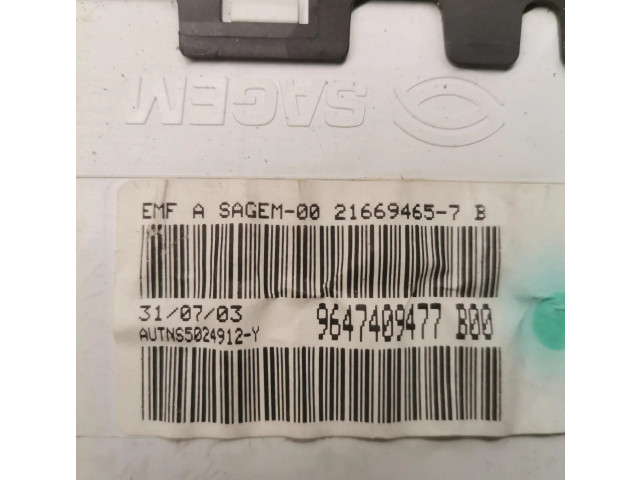 SAGEM
EMF A SAGEM-00 21669465-7 B
31/07/03
9647409477 B00
AUTNS5024912-Y